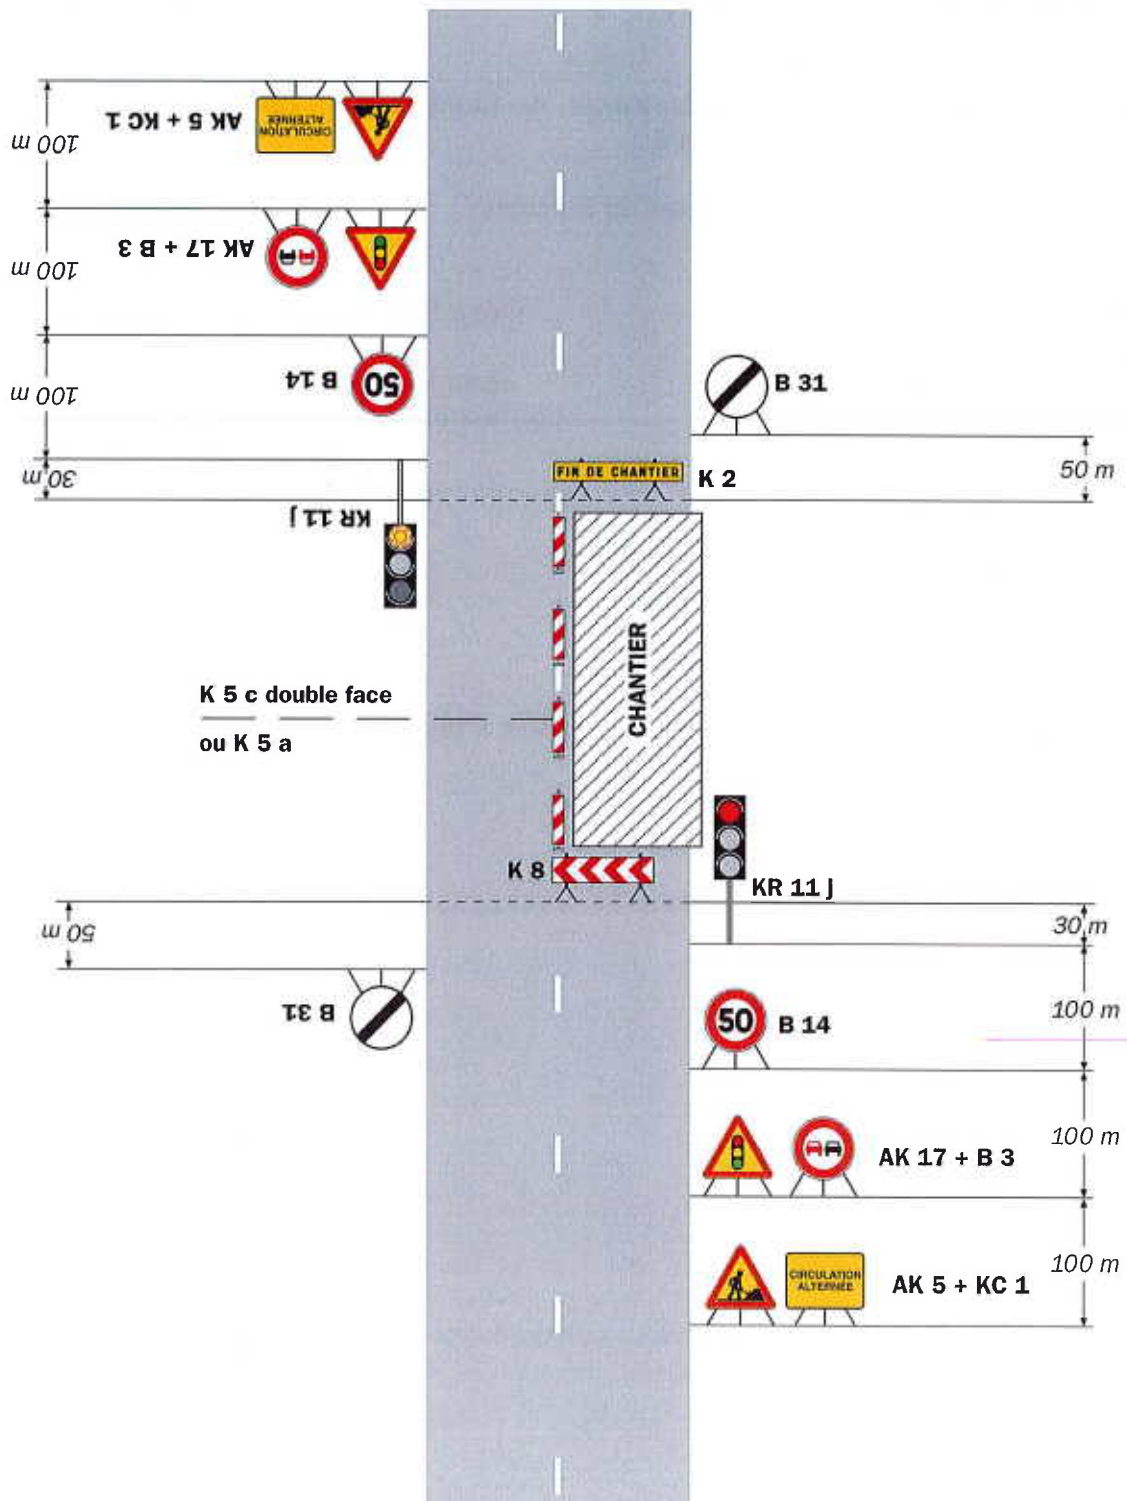 AK 5 + KC 1
CIRCULATION
ALTERNÉE
100 m
AK 17 + B 3
100 m
B 14
50
100 m
B 31
30 m
FIN DE CHANTIER
K 2
50 m
KR 11 j
CHANTIER
K 5 c double face
ou K 5 a
K 8
KR 11 j
50 m
30 m
B 31
50
B 14
100 m
AK 17 + B 3
100 m
CIRCULATION
ALTERNÉE
AK 5 + KC 1
100 m